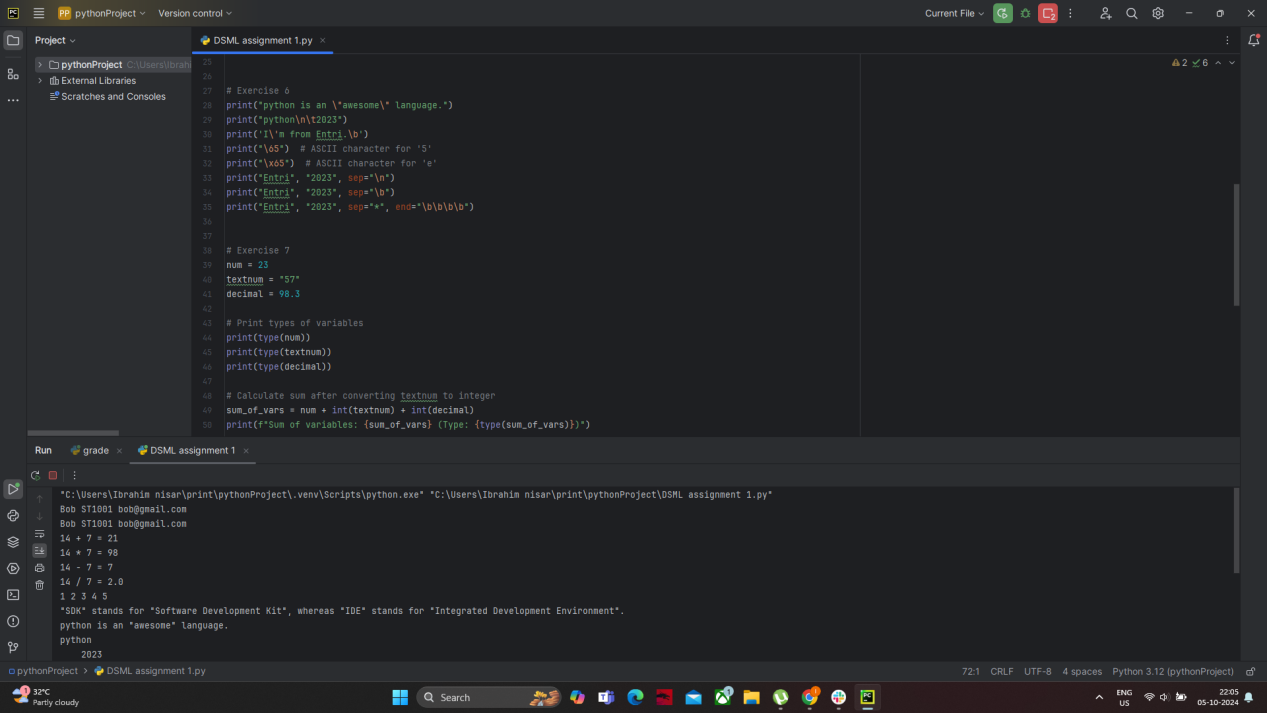 PC
PP pythonProject
Version control
Current File
2
Project
DSML assignment 1.py
pythonProject C:\Users\Ibrahi
External Libraries
Scratches and Consoles
2 6
25
26
27 # Exercise 6
28 print("python is an \"awesome\" language.")
29 print("python\n\t2023")
30 print('I\'m from Entri.\b')
31 print("\65")  # ASCII character for '5'
32 print("\x65")  # ASCII character for 'e'
33 print("Entri", "2023", sep="\n")
34 print("Entri", "2023", sep="\b")
35 print("Entri", "2023", sep="*", end="\b\b\b\b")
36
37
38 # Exercise 7
39 num = 23
40 textnum = "57"
41 decimal = 98.3
42
43 # Print types of variables
44 print(type(num))
45 print(type(textnum))
46 print(type(decimal))
47
48 # Calculate sum after converting textnum to integer
49 sum_of_vars = num + int(textnum) + int(decimal)
50 print(f"Sum of variables: {sum_of_vars} (Type: {type(sum_of_vars)})")
Run
grade
DSML assignment 1
"C:\Users\Ibrahim nisar\print\pythonProject\.venv\Scripts\python.exe" "C:\Users\Ibrahim nisar\print\pythonProject\DSML assignment 1.py"
Bob ST1001 bob@gmail.com
Bob ST1001 bob@gmail.com
14 + 7 = 21
14 * 7 = 98
14 - 7 = 7
14 / 7 = 2.0
1 2 3 4 5
"SDK" stands for "Software Development Kit", whereas "IDE" stands for "Integrated Development Environment".
python is an "awesome" language.
python
    2023
pythonProject > DSML assignment 1.py
72:1 CRLF UTF-8 4 spaces Python 3.12 (pythonProject)
1
32°C
Partly cloudy
Search
1
1
PC
ENG
US
22:05
05-10-2024